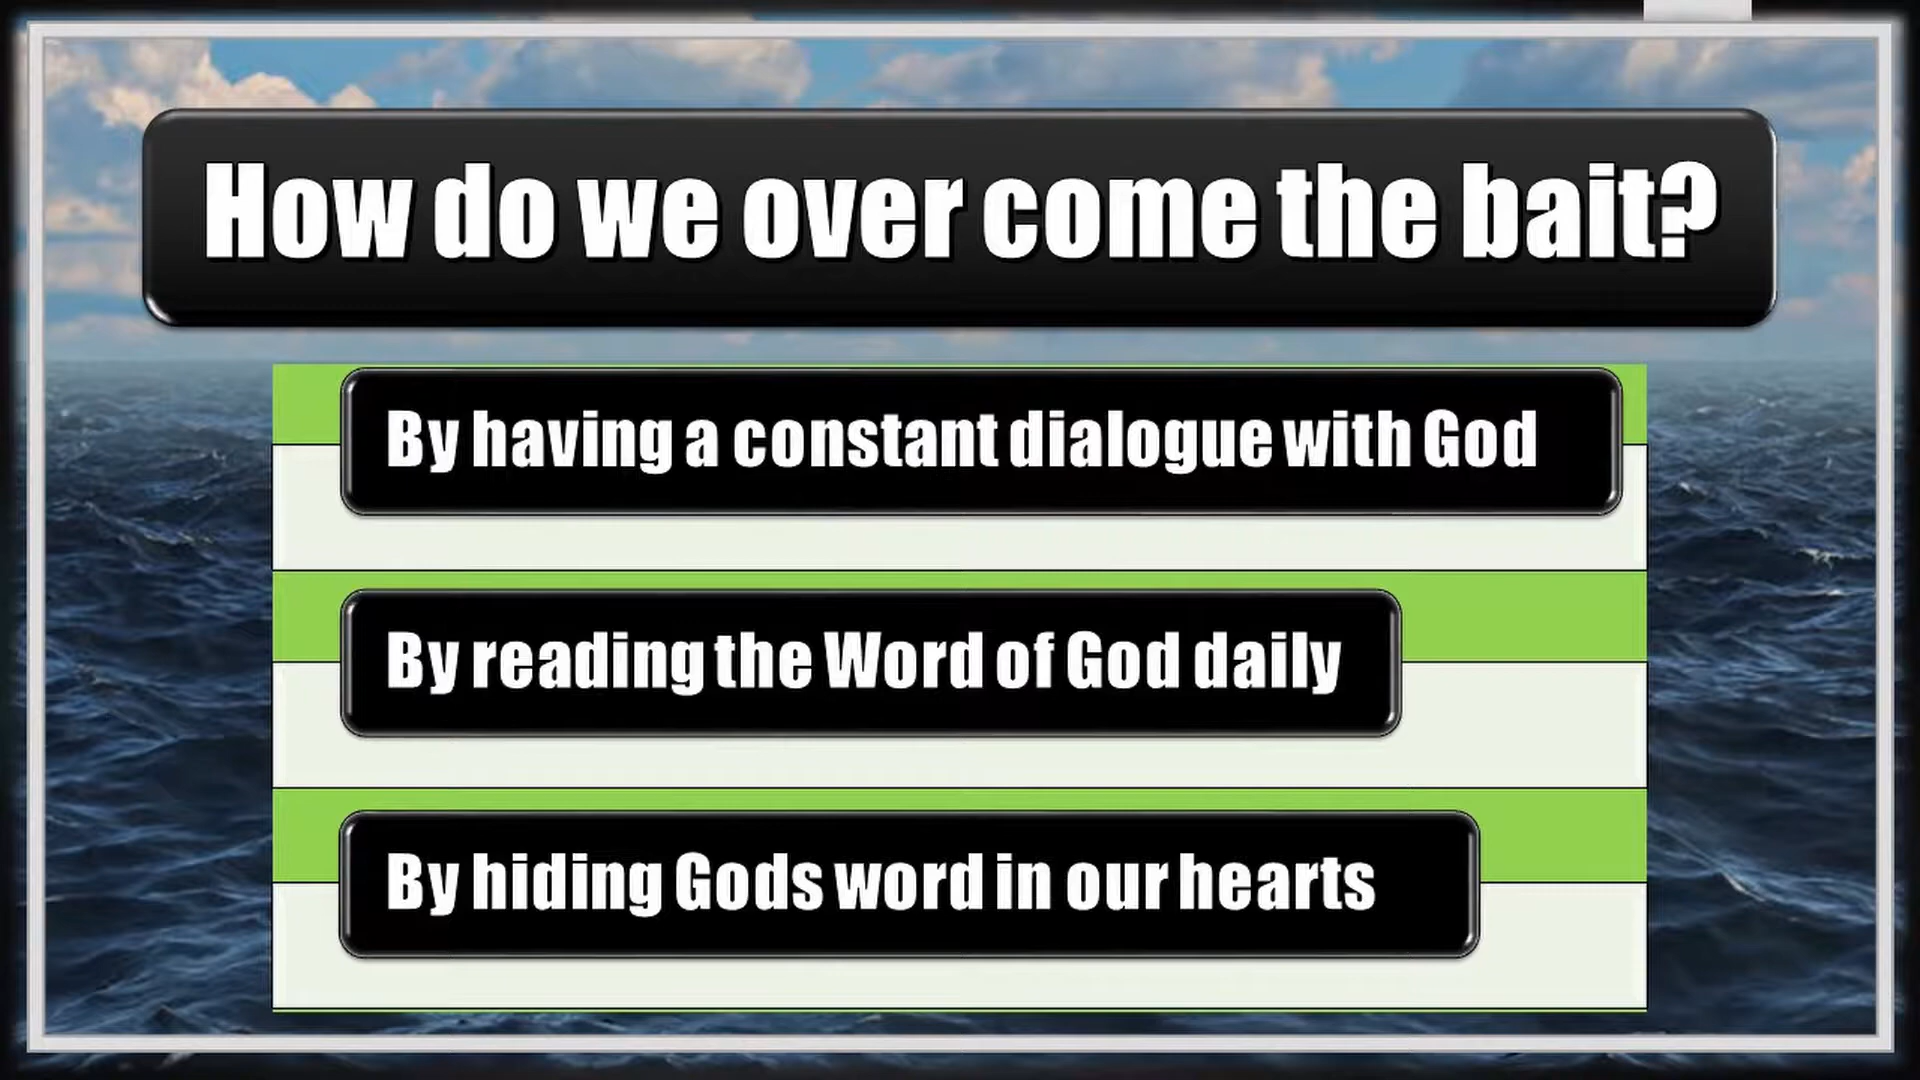 How do we over come the bait?
By having a constant dialogue with God
By reading the Word of God daily
By hiding Gods word in our hearts